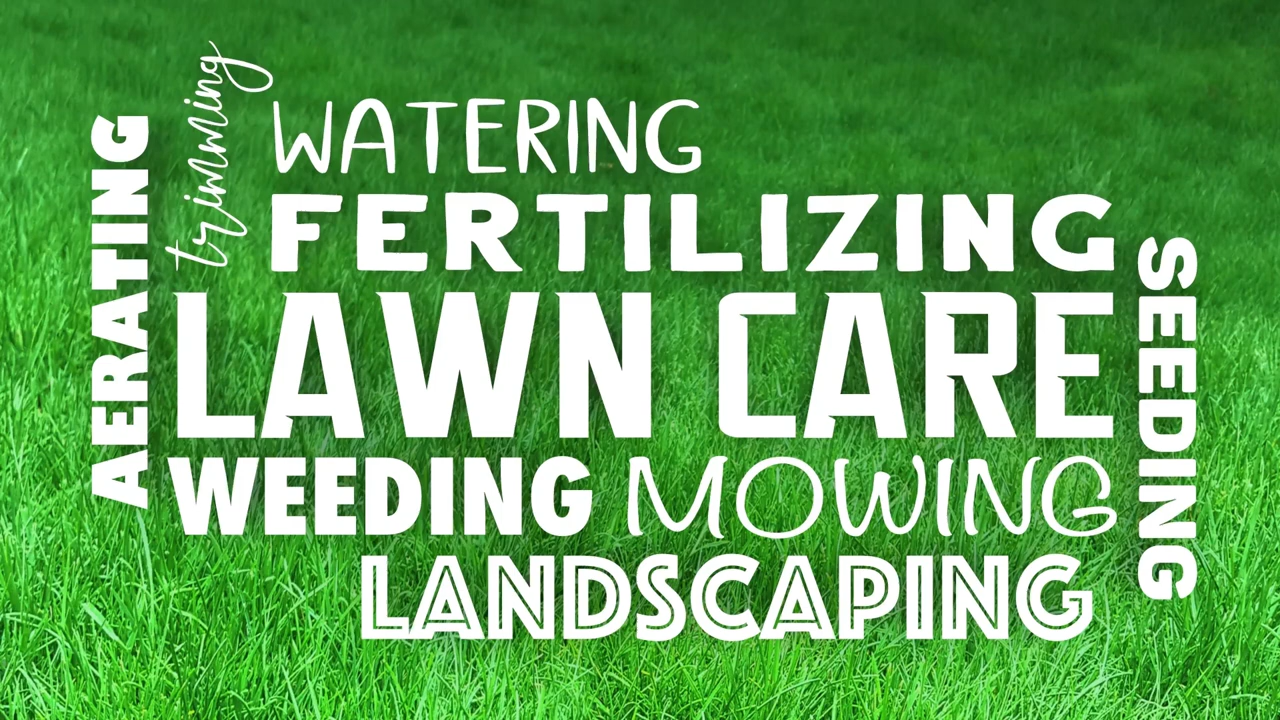 AERATING
trimming
WATERING
FERTILIZING
LAWN CARE
SEEDING
WEEDING MOWING
LANDSCAPING